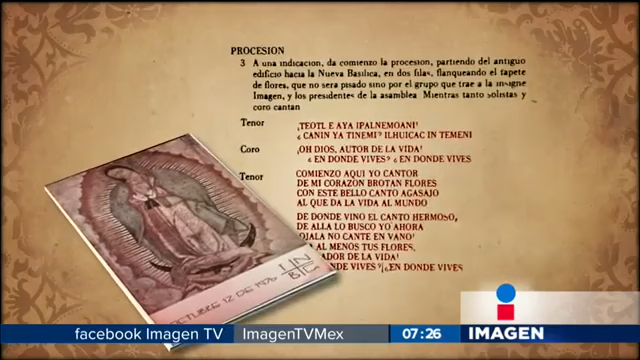 PROCESION
3 A una indicacion, da comienzo la procesion, partiendo del antiguo
edificio hacia la Nueva Basilica, en dos filas, flanqueando el tapete
de flores, que no sera pisado sino por el grupo que trae a la insigne
Imagen, y los presidentes de la asamblea Mientras tanto solistas y
coro cantan
Tenor ¡TEOTL E AYA IPALNEMOANI!
¿ CANIN YA TINEMI? ILHUICAC IN TEMENI
Coro ¡OH DIOS, AUTOR DE LA VIDA!
¿ EN DONDE VIVES? ¿ EN DONDE VIVES
Tenor COMIENZO AQUI YO CANTOR
DE MI CORAZON BROTAN FLORES
CON ESTE BELLO CANTO AGASAJO
AL QUE DA LA VIDA AL MUNDO
DE DONDE VINO EL CANTO HERMOSO,
DE ALLA LO BUSCO YO AHORA
OJALA NO CANTE EN VANO!
A AL MENOS TUS FLORES,
ADOR DE LA VIDA!
NDE VIVES? ¿EN DONDE VIVES
OCTUBRE 12 DE 1976
facebook Imagen TV ImagenTVMex 07:26 IMAGEN